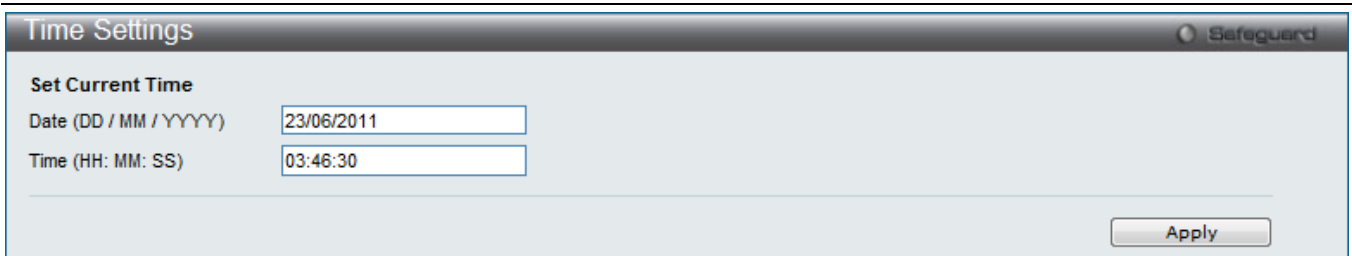 Time Settings
Safeguard
Set Current Time
Date (DD / MM / YYYY) 23/06/2011
Time (HH: MM: SS) 03:46:30
Apply